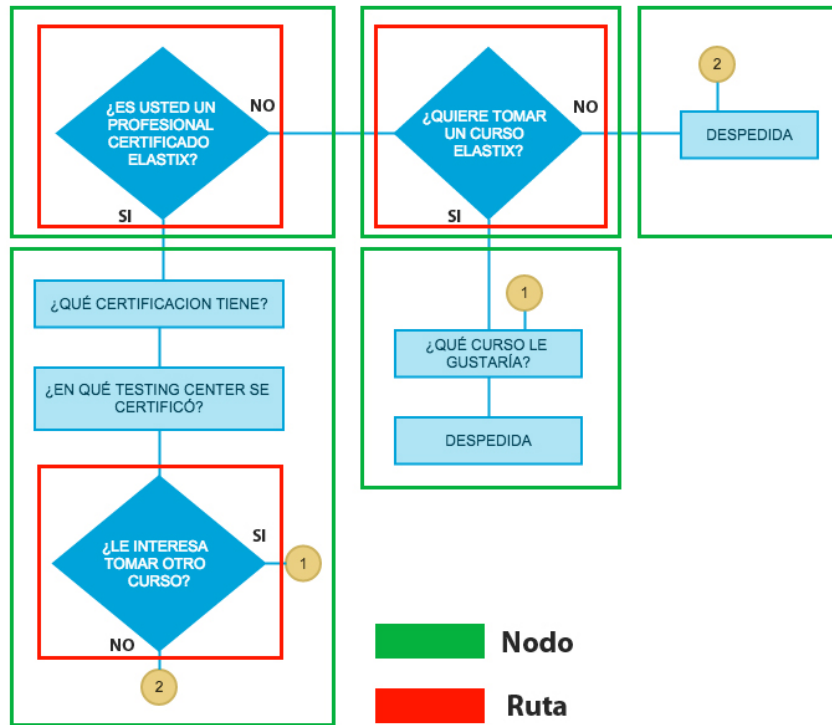 ¿ES USTED UN
PROFESIONAL
CERTIFICADO
ELASTIX?
NO
SI
¿QUIERE TOMAR
UN CURSO
ELASTIX?
NO
SI
2
DESPEDIDA
¿QUÉ CERTIFICACION TIENE?
¿EN QUÉ TESTING CENTER SE
CERTIFICÓ?
¿LE INTERESA
TOMAR OTRO
CURSO?
SI
1
NO
2
1
¿QUÉ CURSO LE
GUSTARÍA?
DESPEDIDA
Nodo
Ruta